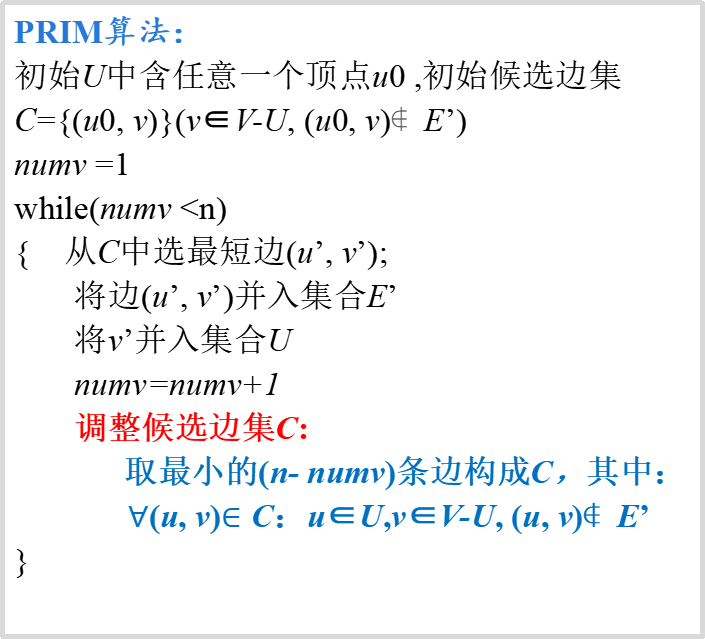 PRIM算法：
初始U中含任意一个顶点u0 ,初始候选边集
C={(u0, v)}(v∈V-U, (u0, v)∉ E’)
numv =1
while(numv <n)
{ 从C中选最短边(u’, v’);
将边(u’, v’)并入集合E’
将v’并入集合U
numv=numv+1
调整候选边集C:
取最小的(n- numv)条边构成C，其中：
∀(u, v)∈ C：u∈U,v∈V-U, (u, v)∉ E’
}